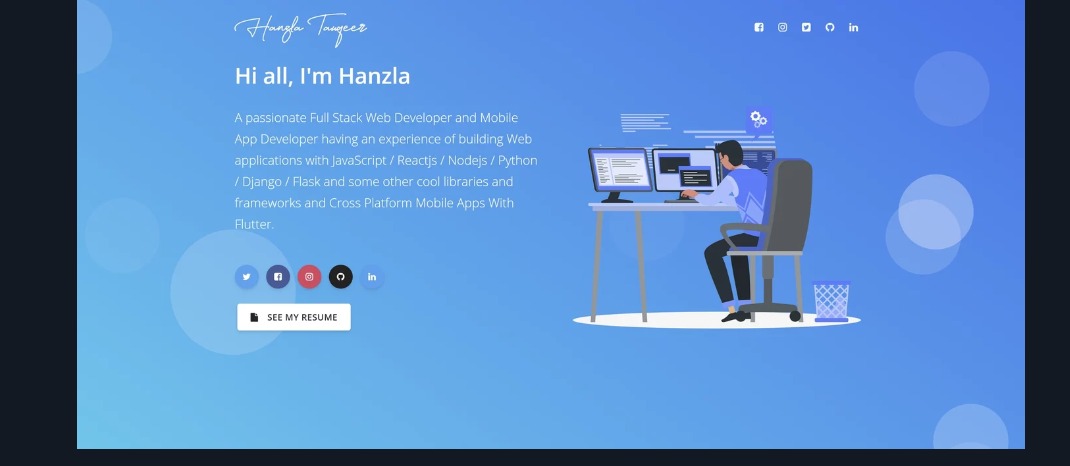 Hanzla Tauqeer
Hi all, I'm Hanzla
A passionate Full Stack Web Developer and Mobile
App Developer having an experience of building Web
applications with JavaScript / Reactjs / Nodejs / Python
/ Django / Flask and some other cool libraries and
frameworks and Cross Platform Mobile Apps With
Flutter.
SEE MY RESUME